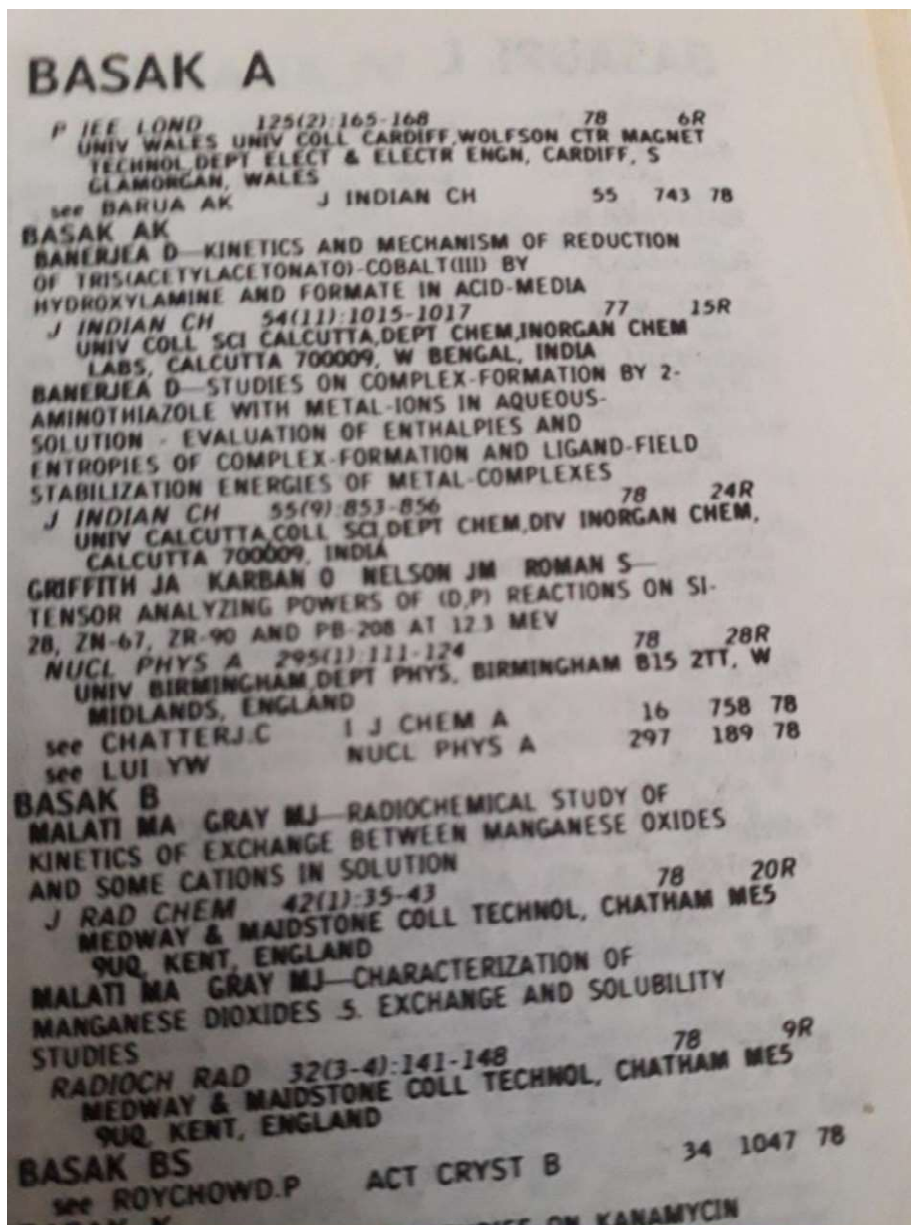 BASAK A
P IEE LOND 125(2):165-168 78 6R
UNIV WALES UNIV COLL CARDIFF,WOLFSON CTR MAGNET
TECHNOL,DEPT ELECT & ELECTR ENGN, CARDIFF, S
GLAMORGAN, WALES
see BARUA AK J INDIAN CH 55 743 78
BASAK AK
BANERJEA D—KINETICS AND MECHANISM OF REDUCTION
OF TRIS(ACETYLACETONATO)-COBALT(III) BY
HYDROXYLAMINE AND FORMATE IN ACID-MEDIA
J INDIAN CH 54(11):1015-1017 77 15R
UNIV COLL SCI CALCUTTA,DEPT CHEM,INORGAN CHEM
LABS, CALCUTTA 700009, W BENGAL, INDIA
BANERJEA D—STUDIES ON COMPLEX-FORMATION BY 2-
AMINOTHIAZOLE WITH METAL-IONS IN AQUEOUS-
SOLUTION - EVALUATION OF ENTHALPIES AND
ENTROPIES OF COMPLEX-FORMATION AND LIGAND-FIELD
STABILIZATION ENERGIES OF METAL-COMPLEXES
J INDIAN CH 55(9):853-856 78 24R
UNIV CALCUTTA,COLL SCI,DEPT CHEM,DIV INORGAN CHEM,
CALCUTTA 700009, INDIA
GRIFFITH JA KARBAN O NELSON JM ROMAN S—
TENSOR ANALYZING POWERS OF (D,P) REACTIONS ON SI-
28, ZN-67, ZR-90 AND PB-208 AT 12.3 MEV
NUCL PHYS A 295(1):111-124 78 28R
UNIV BIRMINGHAM,DEPT PHYS, BIRMINGHAM B15 2TT, W
MIDLANDS, ENGLAND
see CHATTERJ.C I J CHEM A 16 758 78
see LUI YW NUCL PHYS A 297 189 78
BASAK B
MALATI MA GRAY MJ—RADIOCHEMICAL STUDY OF
KINETICS OF EXCHANGE BETWEEN MANGANESE OXIDES
AND SOME CATIONS IN SOLUTION
J RAD CHEM 42(1):35-43 78 20R
MEDWAY & MAIDSTONE COLL TECHNOL, CHATHAM ME5
9UQ, KENT, ENGLAND
MALATI MA GRAY MJ—CHARACTERIZATION OF
MANGANESE DIOXIDES .5. EXCHANGE AND SOLUBILITY
STUDIES
RADIOCH RAD 32(3-4):141-148 78 9R
MEDWAY & MAIDSTONE COLL TECHNOL, CHATHAM ME5
9UQ, KENT, ENGLAND
BASAK BS
see ROYCHOWD.P ACT CRYST B 34 1047 78
ON KANAMYCIN